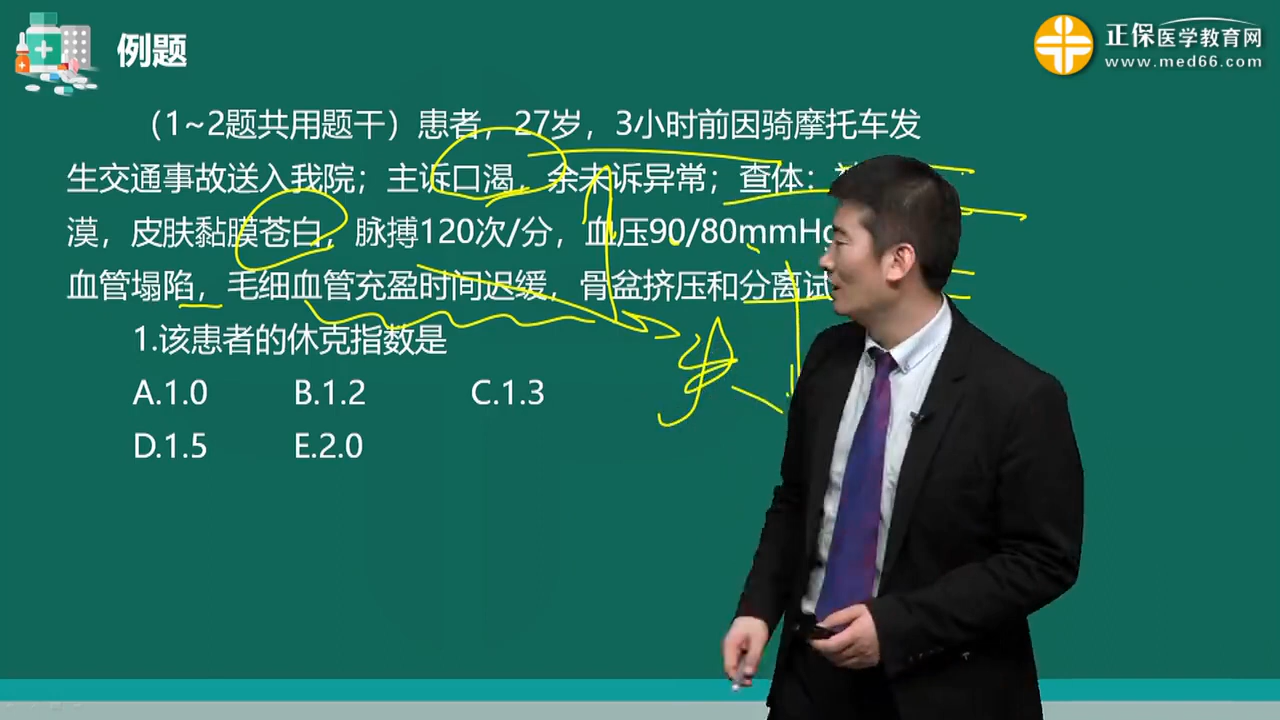 例题
正保医学教育网
www.med66.com
（1~2题共用题干）患者，27岁，3小时前因骑摩托车发
生交通事故送入我院；主诉口渴，余未诉异常；查体：
漠，皮肤黏膜苍白，脉搏120次/分，血压90/80mmHg
血管塌陷，毛细血管充盈时间迟缓，骨盆挤压和分离试
1.该患者的休克指数是
A.1.0 B.1.2 C.1.3
D.1.5 E.2.0